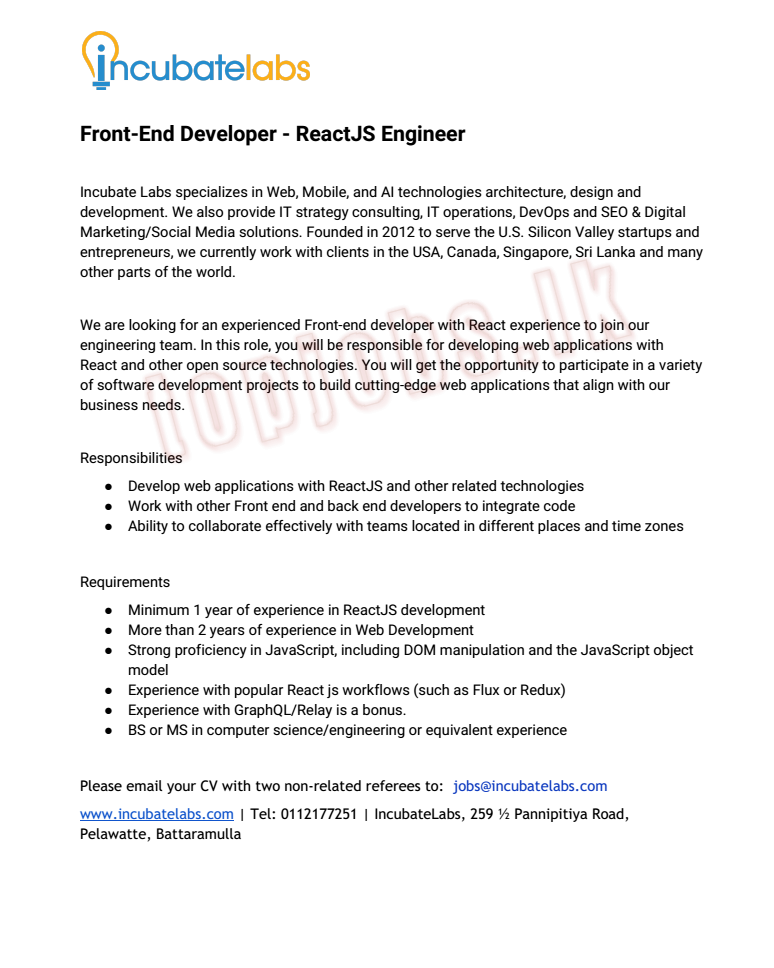 incubatelabs
Front-End Developer - ReactJS Engineer
Incubate Labs specializes in Web, Mobile, and AI technologies architecture, design and
development. We also provide IT strategy consulting, IT operations, DevOps and SEO & Digital
Marketing/Social Media solutions. Founded in 2012 to serve the U.S. Silicon Valley startups and
entrepreneurs, we currently work with clients in the USA, Canada, Singapore, Sri Lanka and many
other parts of the world.
topjobs.lk
We are looking for an experienced Front-end developer with React experience to join our
engineering team. In this role, you will be responsible for developing web applications with
React and other open source technologies. You will get the opportunity to participate in a variety
of software development projects to build cutting-edge web applications that align with our
business needs.
Responsibilities
● Develop web applications with ReactJS and other related technologies
● Work with other Front end and back end developers to integrate code
● Ability to collaborate effectively with teams located in different places and time zones
Requirements
● Minimum 1 year of experience in ReactJS development
● More than 2 years of experience in Web Development
● Strong proficiency in JavaScript, including DOM manipulation and the JavaScript object
model
● Experience with popular React js workflows (such as Flux or Redux)
● Experience with GraphQL/Relay is a bonus.
● BS or MS in computer science/engineering or equivalent experience
Please email your CV with two non-related referees to: jobs@incubatelabs.com
www.incubatelabs.com | Tel: 0112177251 | IncubateLabs, 259 ½ Pannipitiya Road,
Pelawatte, Battaramulla